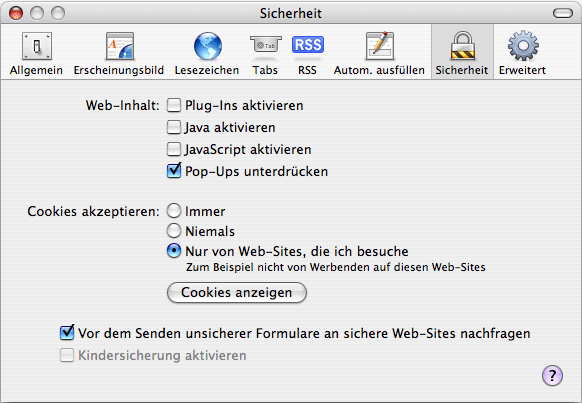 Sicherheit
Tab
RSS
Allgemein Erscheinungsbild Lesezeichen Tabs RSS Autom. ausfüllen Sicherheit Erweitert
Web-Inhalt: Plug-Ins aktivieren
Java aktivieren
JavaScript aktivieren
Pop-Ups unterdrücken
Cookies akzeptieren: Immer
Niemals
Nur von Web-Sites, die ich besuche
Zum Beispiel nicht von Werbenden auf diesen Web-Sites
Cookies anzeigen
Vor dem Senden unsicherer Formulare an sichere Web-Sites nachfragen
Kindersicherung aktivieren
?